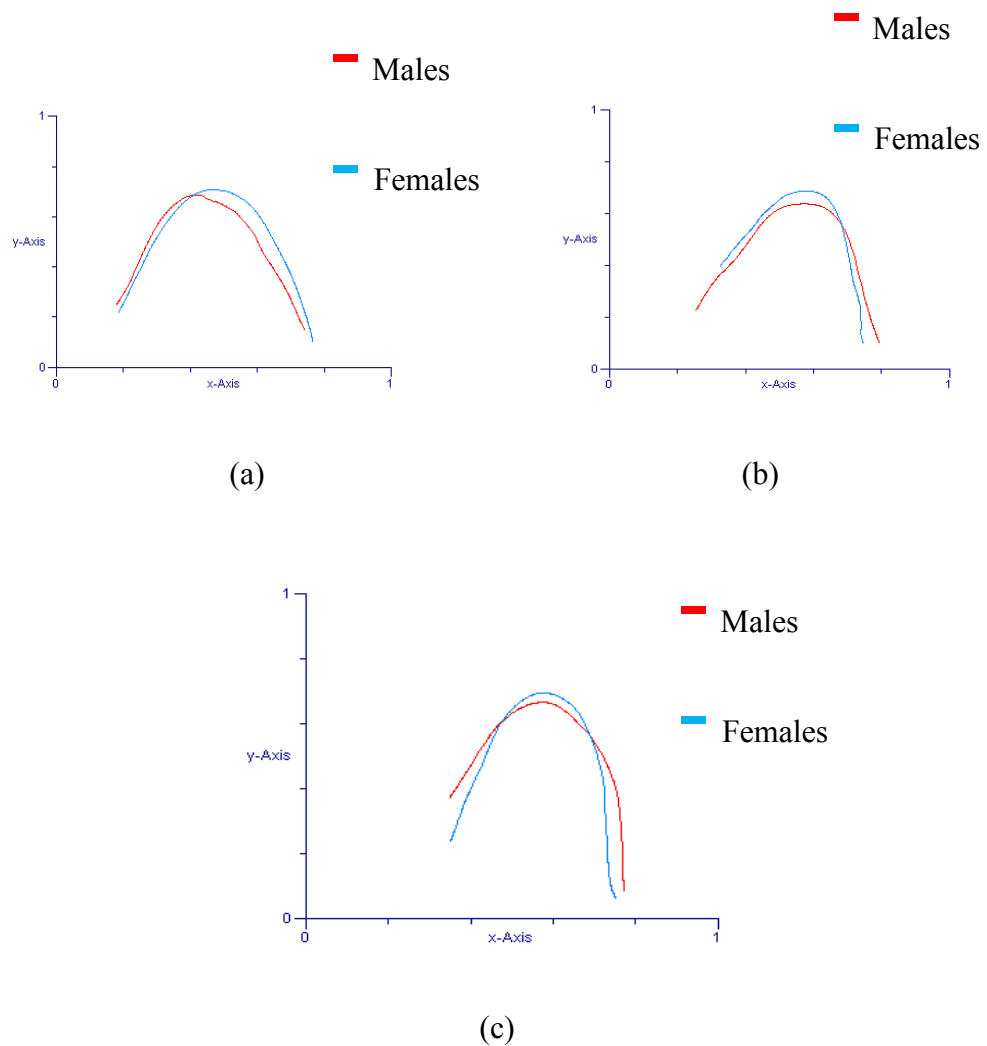 Males
Females
1
y-Axis
0
0
x-Axis
1
(a)
Males
Females
1
y-Axis
0
0
x-Axis
1
(b)
Males
Females
1
y-Axis
0
0
x-Axis
1
(c)